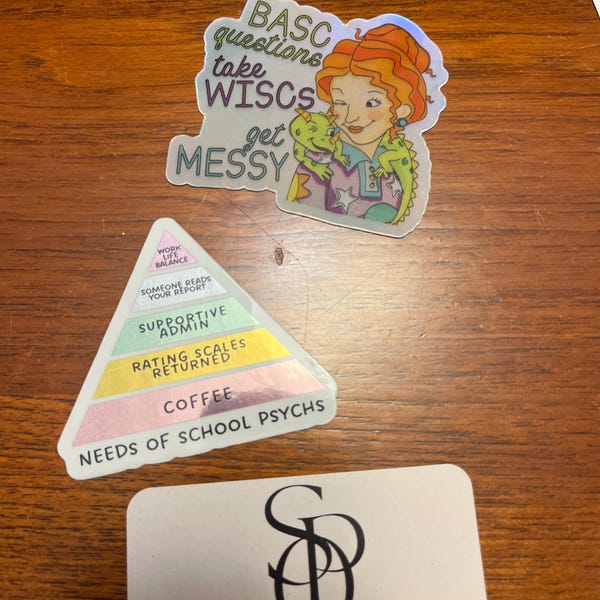 BASC
questions
take
WISCs
get
MESSY
WORK
LIFE
BALANCE
SOMEONE READS
YOUR REPORT
SUPPORTIVE
ADMIN
RATING SCALES
RETURNED
COFFEE
NEEDS OF SCHOOL PSYCHS